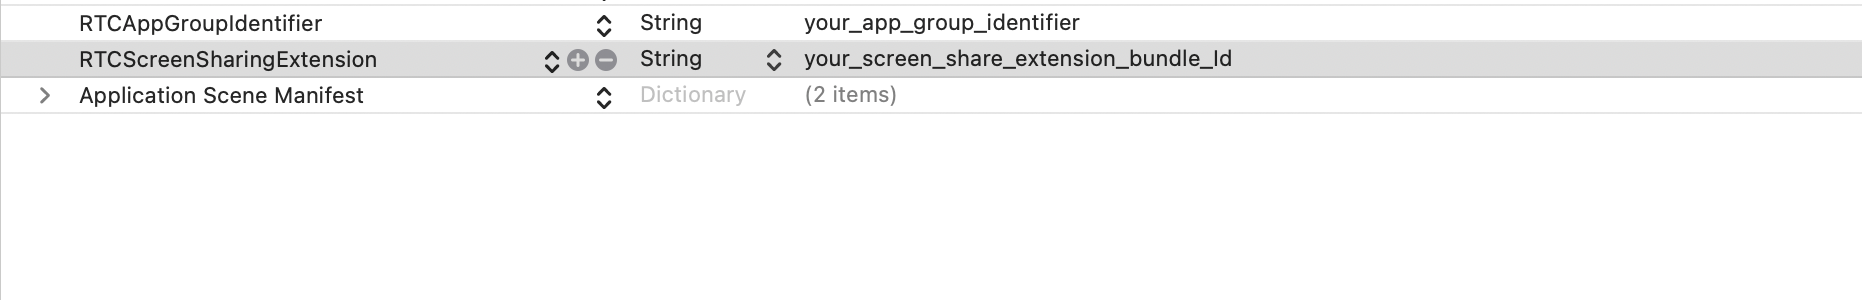 RTCAppGroupIdentifier String your_app_group_identifier
RTCScreenSharingExtension String your_screen_share_extension_bundle_Id
Application Scene Manifest Dictionary (2 items)